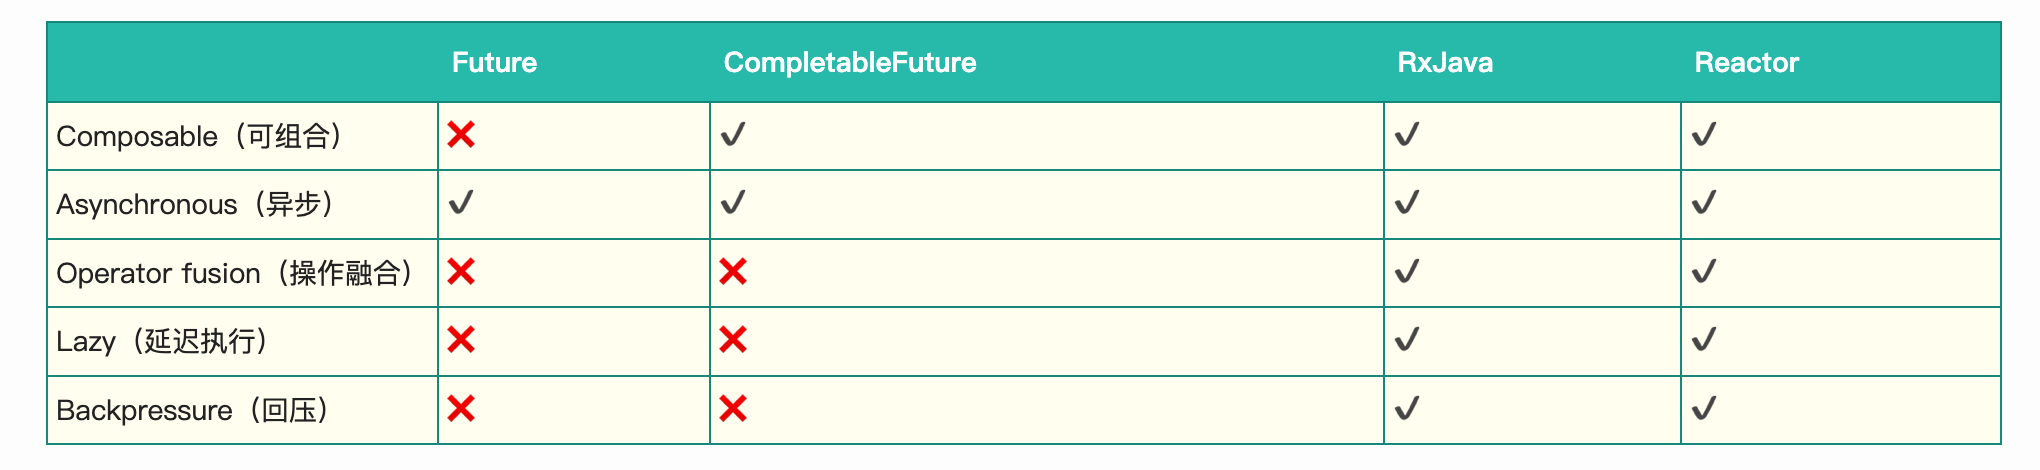 Future CompletableFuture RxJava Reactor
Composable（可组合） ❌ ✔ ✔ ✔
Asynchronous（异步） ✔ ✔ ✔ ✔
Operator fusion（操作融合） ❌ ❌ ✔ ✔
Lazy（延迟执行） ❌ ❌ ✔ ✔
Backpressure（回压） ❌ ❌ ✔ ✔